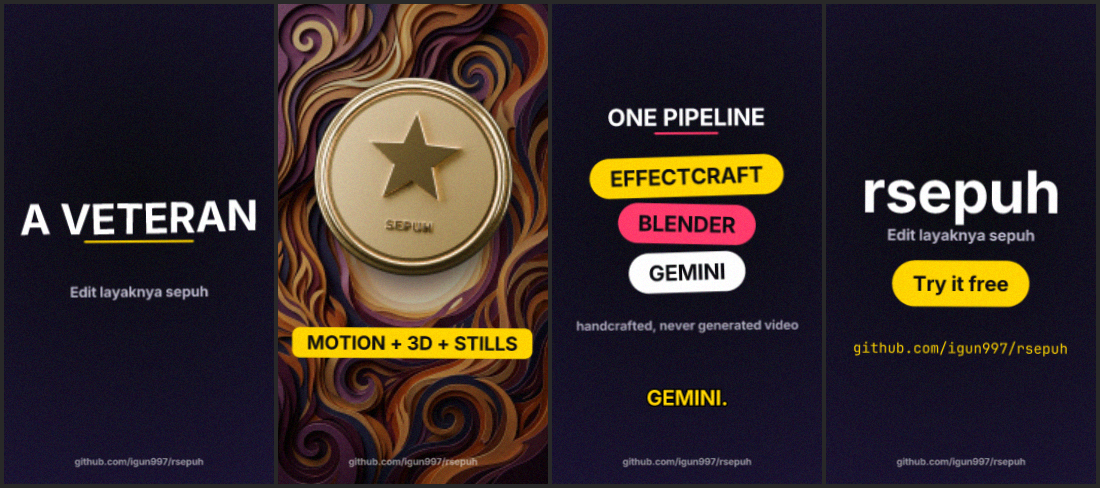 A VETERAN
Edit layaknya sepuh
github.com/igun997/rsepuh
SEPUH
MOTION + 3D + STILLS
github.com/igun997/rsepuh
ONE PIPELINE
EFFECTCRAFT
BLENDER
GEMINI
handcrafted, never generated video
GEMINI.
github.com/igun997/rsepuh
rsepuh
Edit layaknya sepuh
Try it free
github.com/igun997/rsepuh
github.com/igun997/rsepuh